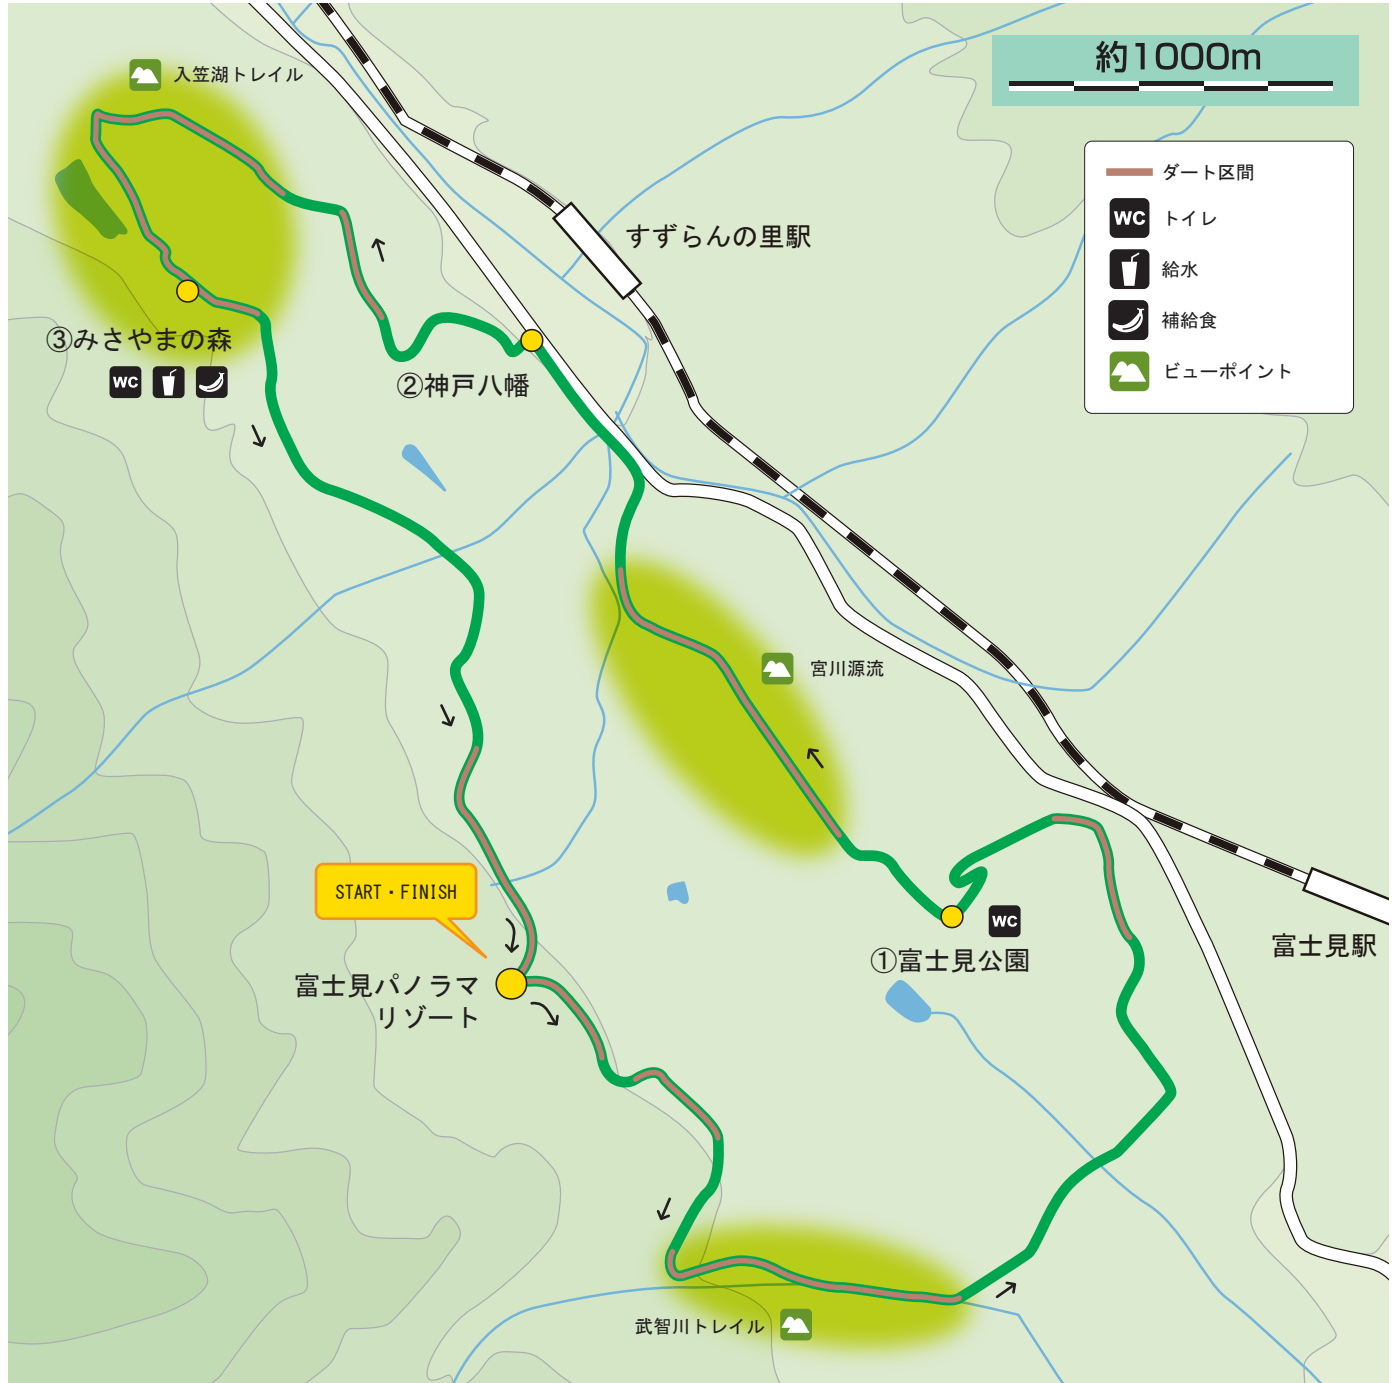 約1000m
入笠湖トレイル
ダート区間
WC
トイレ
給水
補給食
ビューポイント
すずらんの里駅
③みさやまの森
WC
②神戸八幡
宮川源流
START・FINISH
富士見パノラマ
リゾート
WC
①富士見公園
富士見駅
武智川トレイル